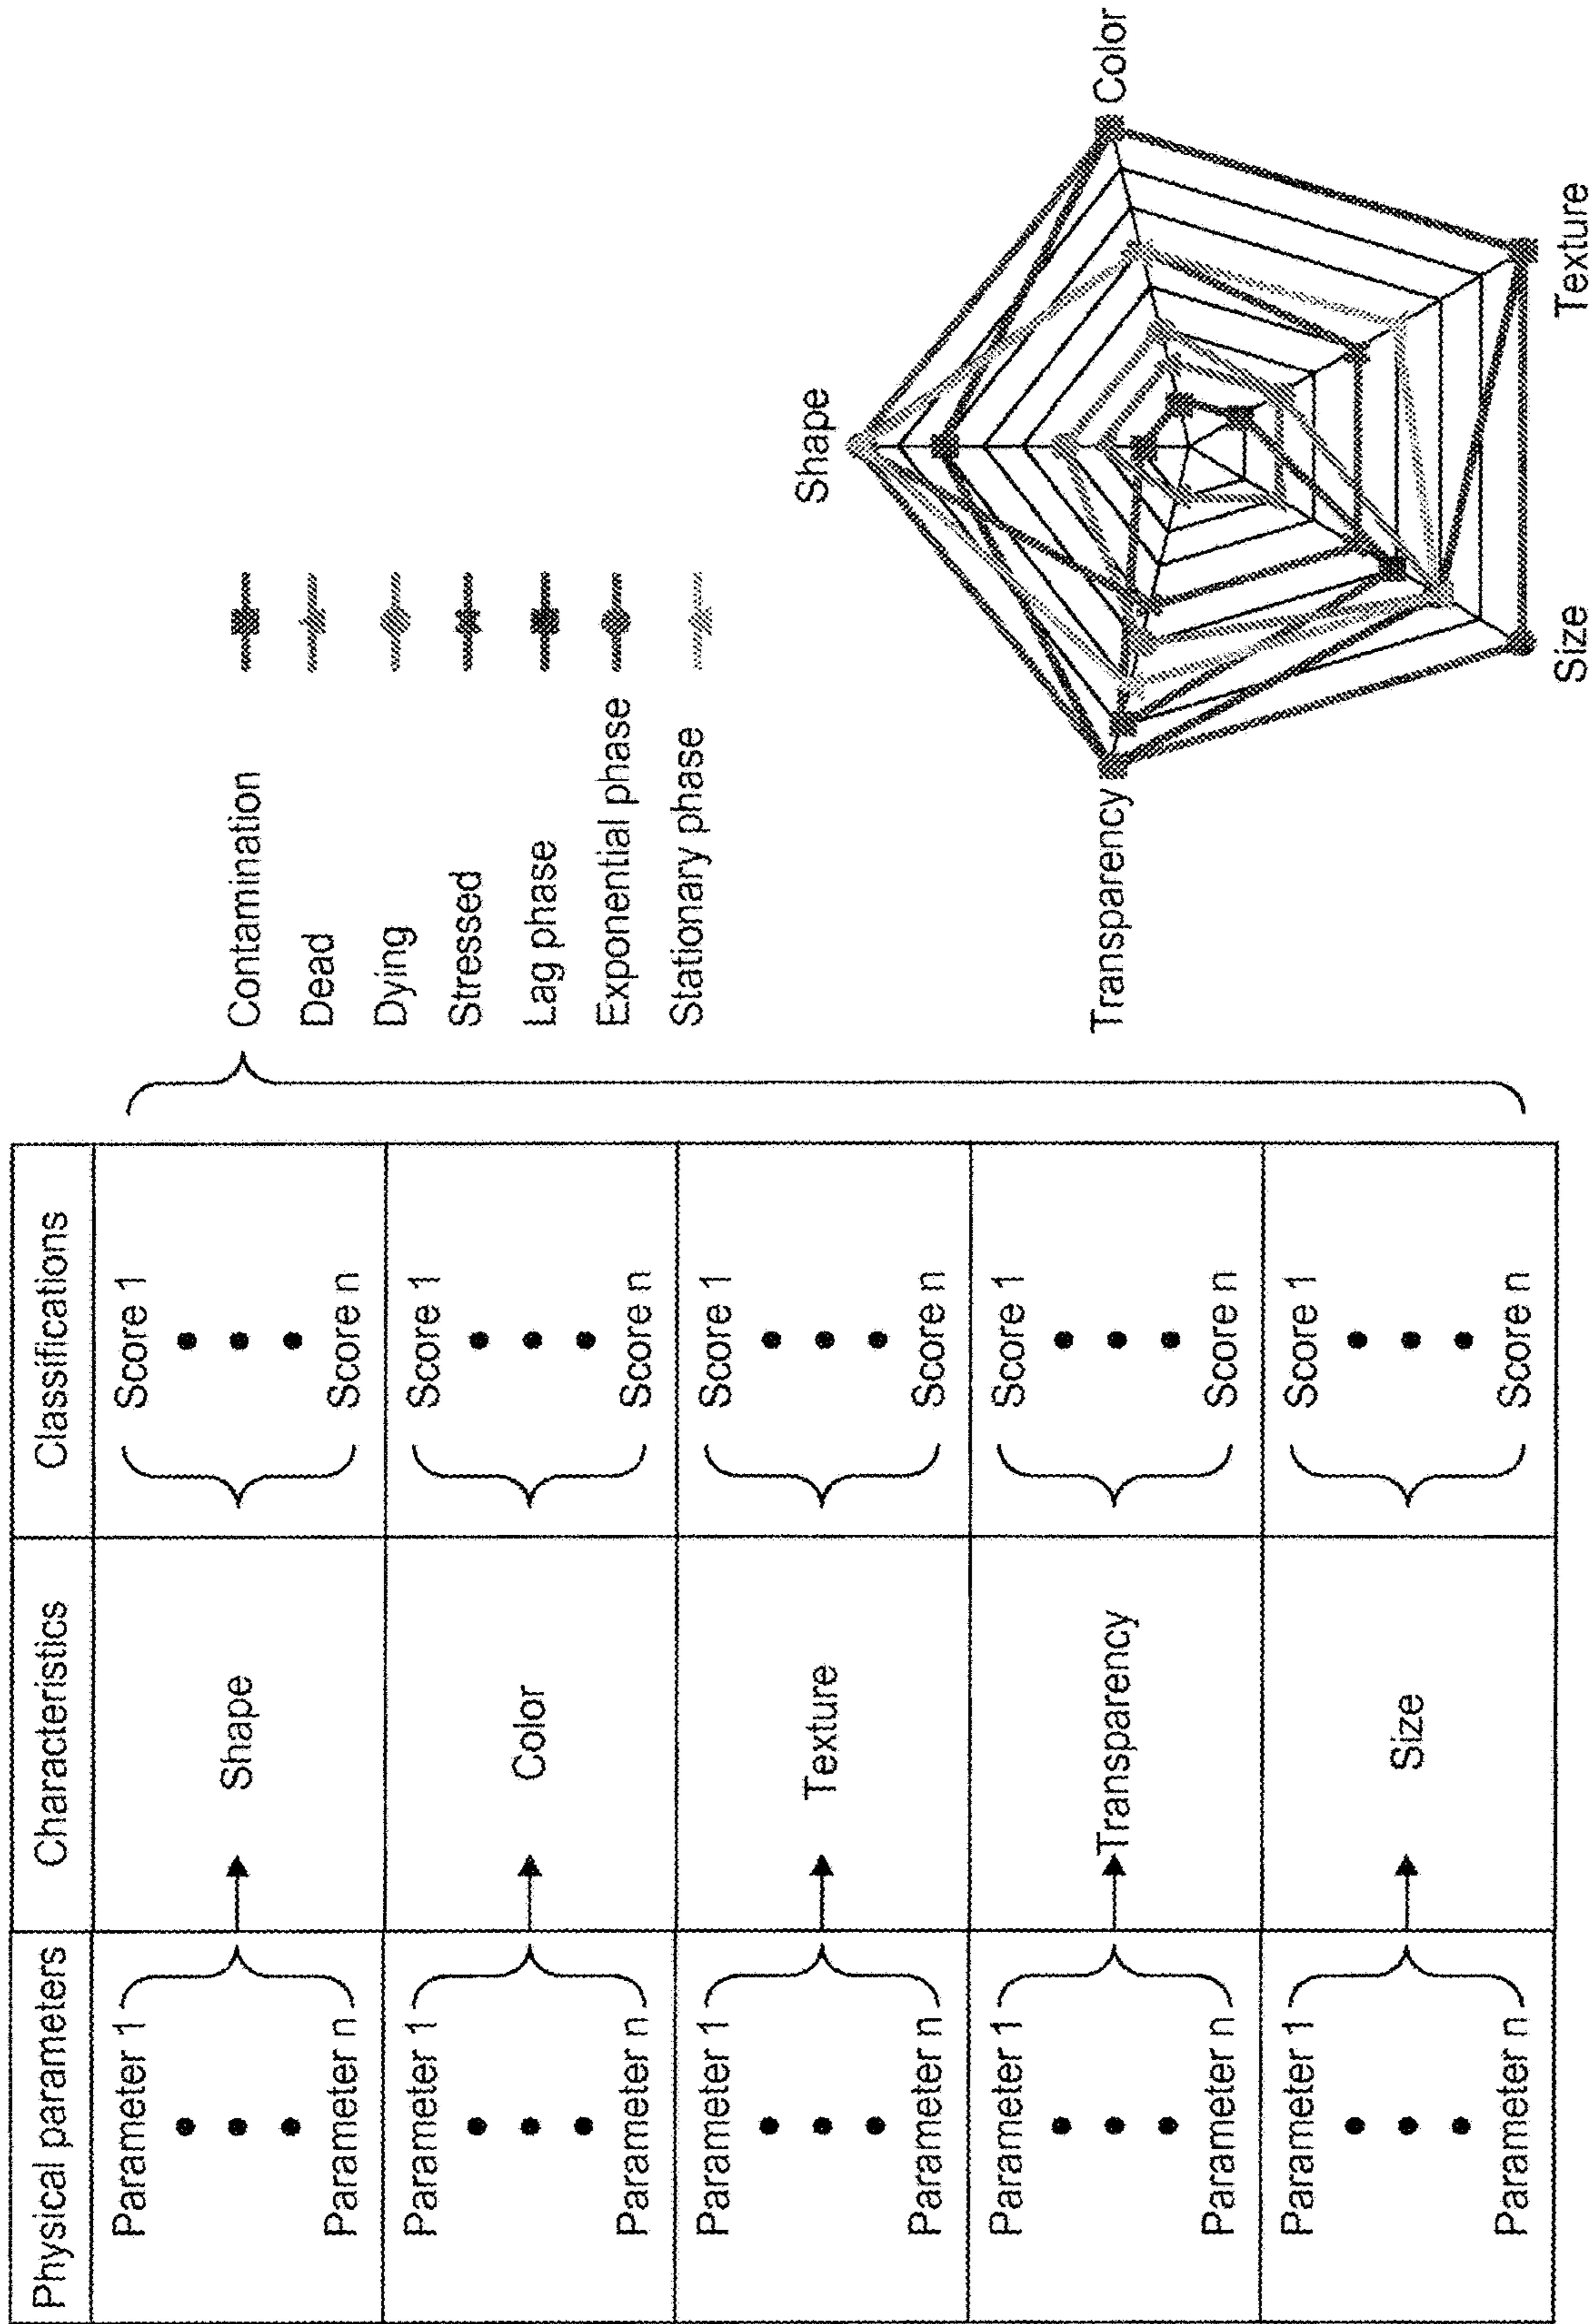 Physical parameters
Characteristics
Classifications
Parameter 1
Parameter n
Shape
Score 1
Score n
Parameter 1
Parameter n
Color
Score 1
Score n
Parameter 1
Parameter n
Texture
Score 1
Score n
Parameter 1
Parameter n
Transparency
Score 1
Score n
Parameter 1
Parameter n
Size
Score 1
Score n
Contamination
Dead
Dying
Stressed
Lag phase
Exponential phase
Stationary phase
Shape
Color
Texture
Size
Transparency